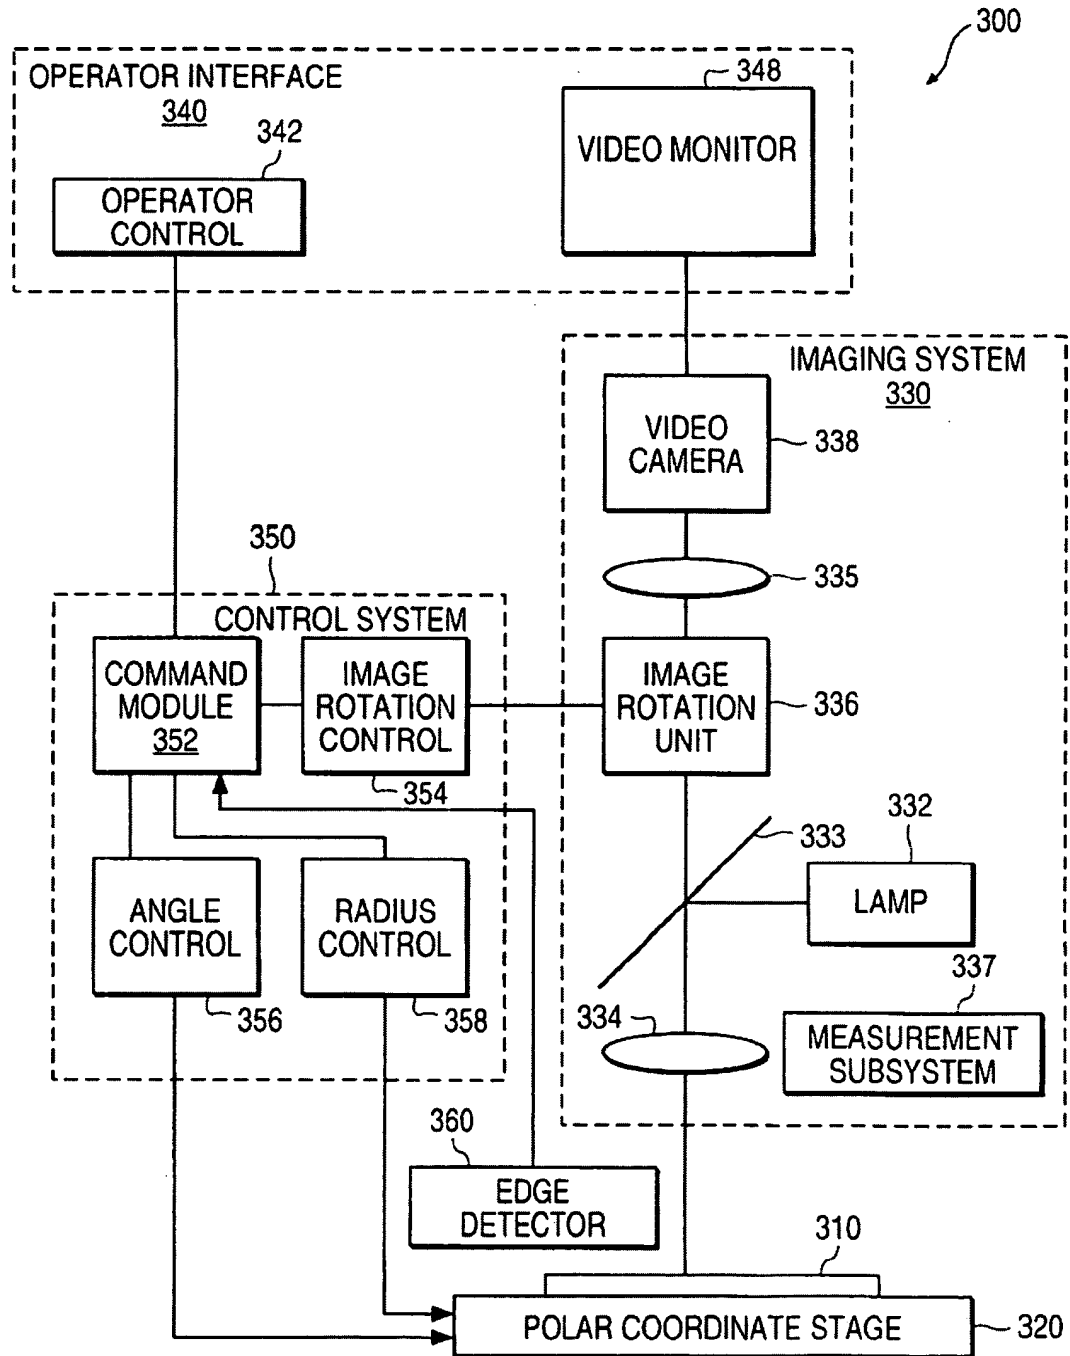 300
OPERATOR INTERFACE
340
348
VIDEO MONITOR
342
OPERATOR
CONTROL
IMAGING SYSTEM
330
VIDEO
CAMERA
338
335
350
CONTROL SYSTEM
COMMAND
MODULE
352
IMAGE
ROTATION
CONTROL
354
IMAGE
ROTATION
UNIT
336
333
332
LAMP
ANGLE
CONTROL
356
RADIUS
CONTROL
358
334
337
MEASUREMENT
SUBSYSTEM
360
EDGE
DETECTOR
310
POLAR COORDINATE STAGE
320